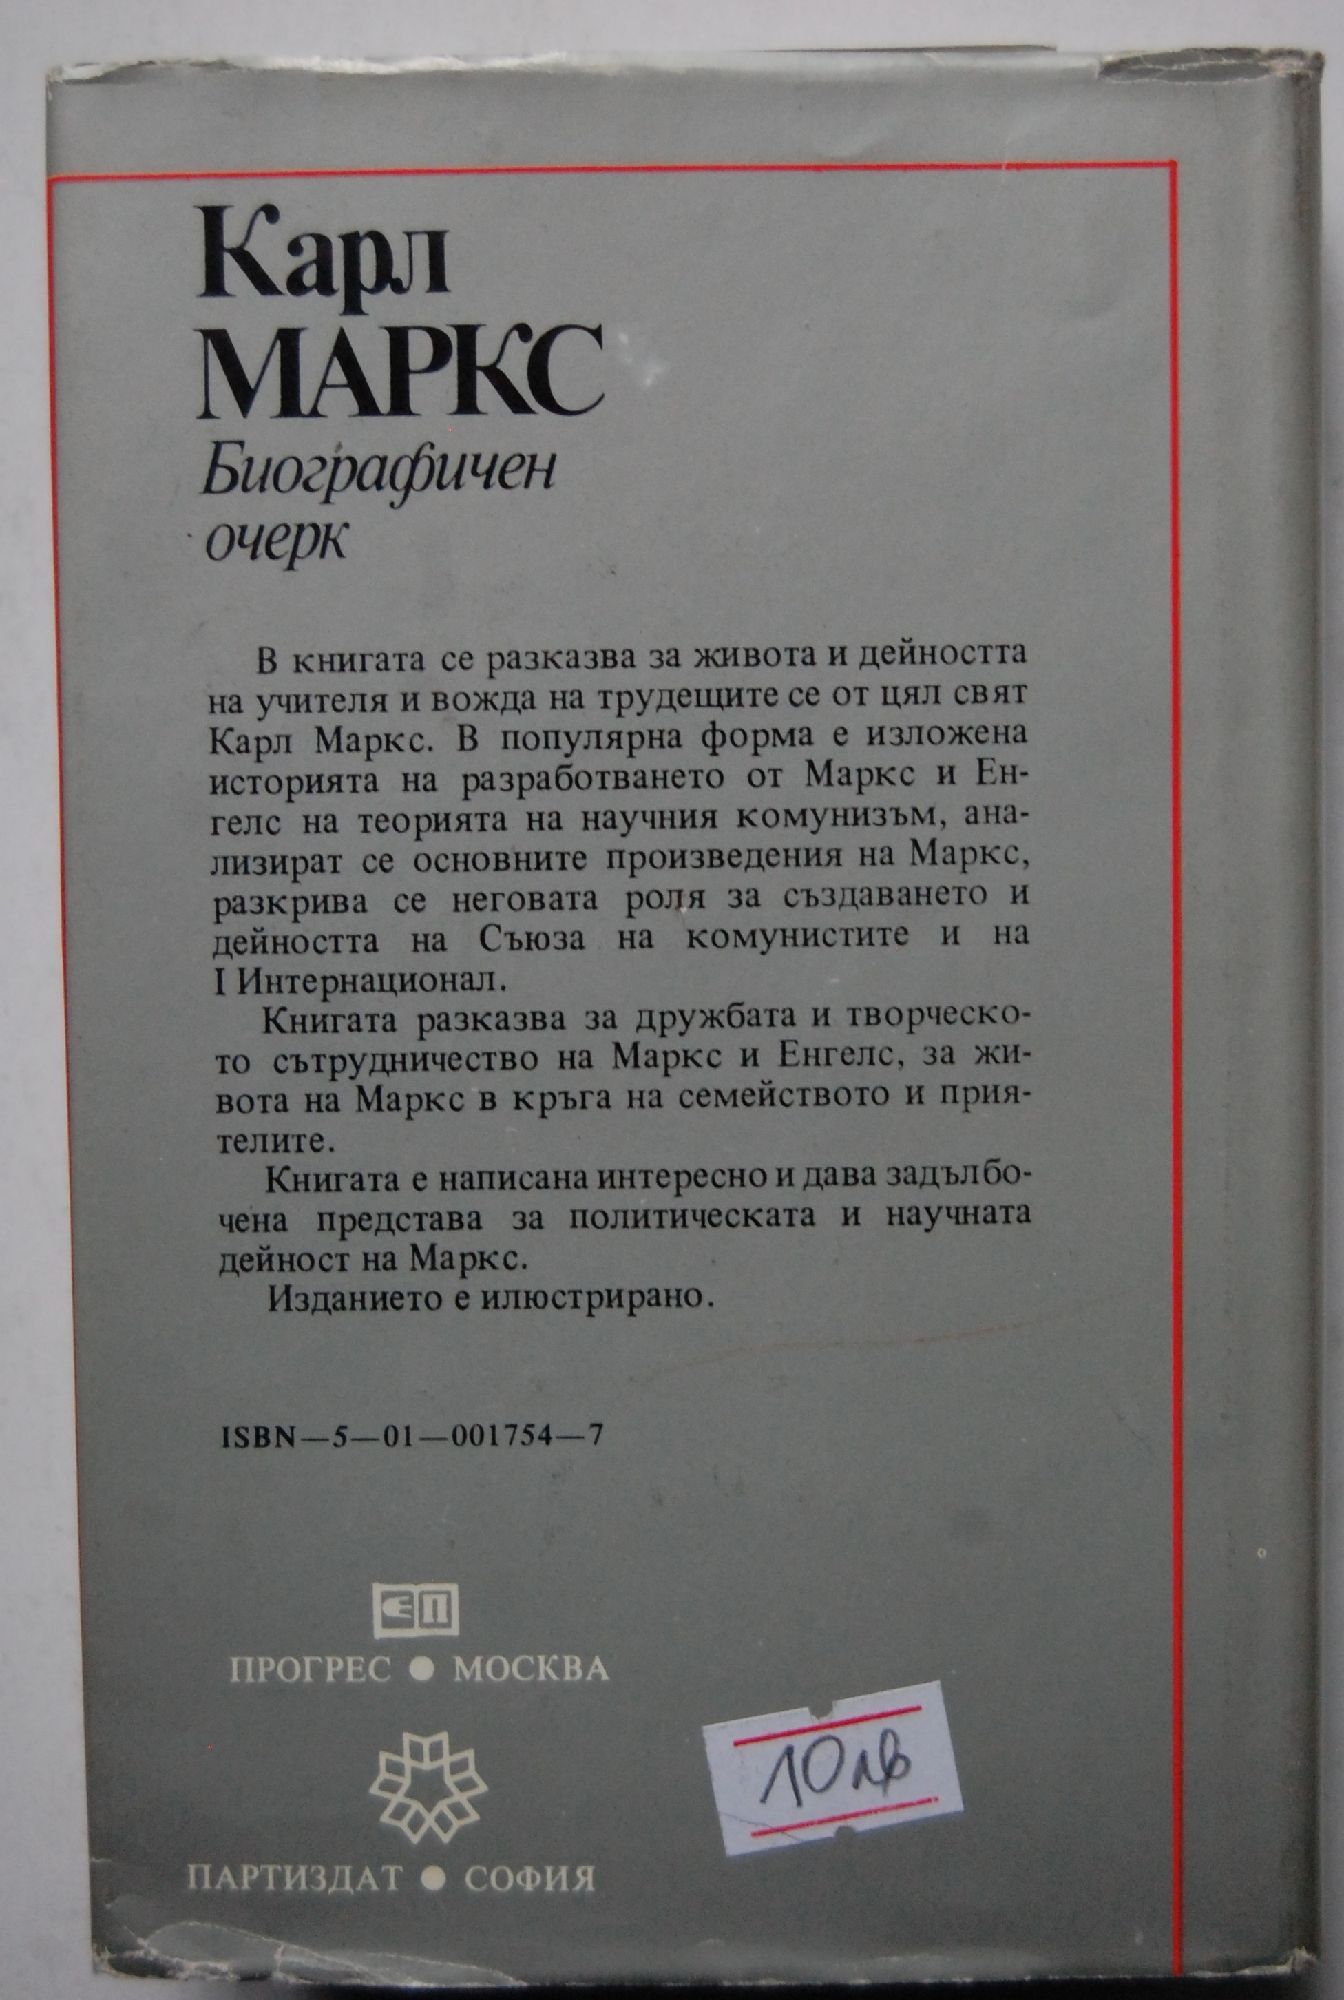 Карл
МАРКС
Биографичен
очерк
В книгата се разказва за живота и дейността
на учителя и вожда на трудещите се от цял свят
Карл Маркс. В популярна форма е изложена
историята на разработването от Маркс и Ен-
гелс на теорията на научния комунизъм, ана-
лизират се основните произведения на Маркс,
разкрива се неговата роля за създаването и
дейността на Съюза на комунистите и на
I Интернационал.
Книгата разказва за дружбата и творческо-
то сътрудничество на Маркс и Енгелс, за жи-
вота на Маркс в кръга на семейството и прия-
телите.
Книгата е написана интересно и дава задълбо-
чена представа за политическата и научната
дейност на Маркс.
Изданието е илюстрирано.
ISBN—5—01—001754—7
ЄП
ПРОГРЕС ● МОСКВА
ПАРТИЗДАТ ● СОФИЯ
10лв